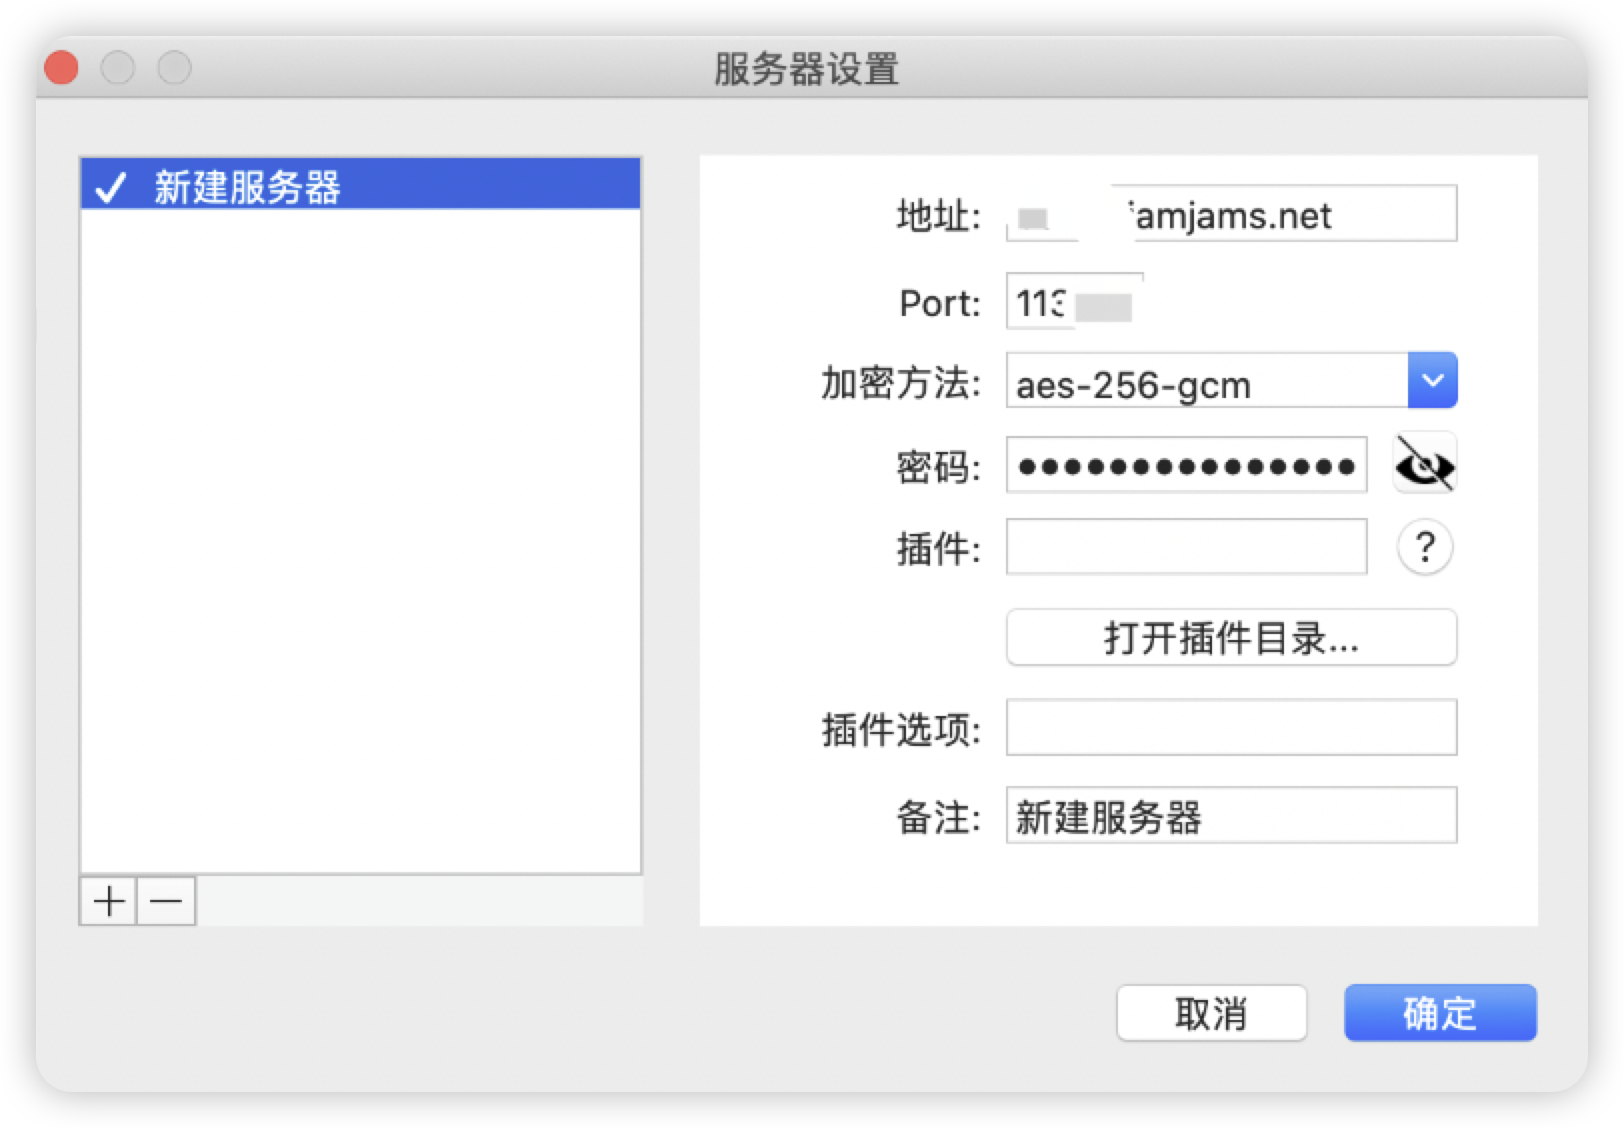 服务器设置
新建服务器
地址: amjams.net
Port: 113
加密方法: aes-256-gcm
密码: ●●●●●●●●●●●●●●●
插件: ?
打开插件目录...
插件选项:
备注: 新建服务器
取消 确定